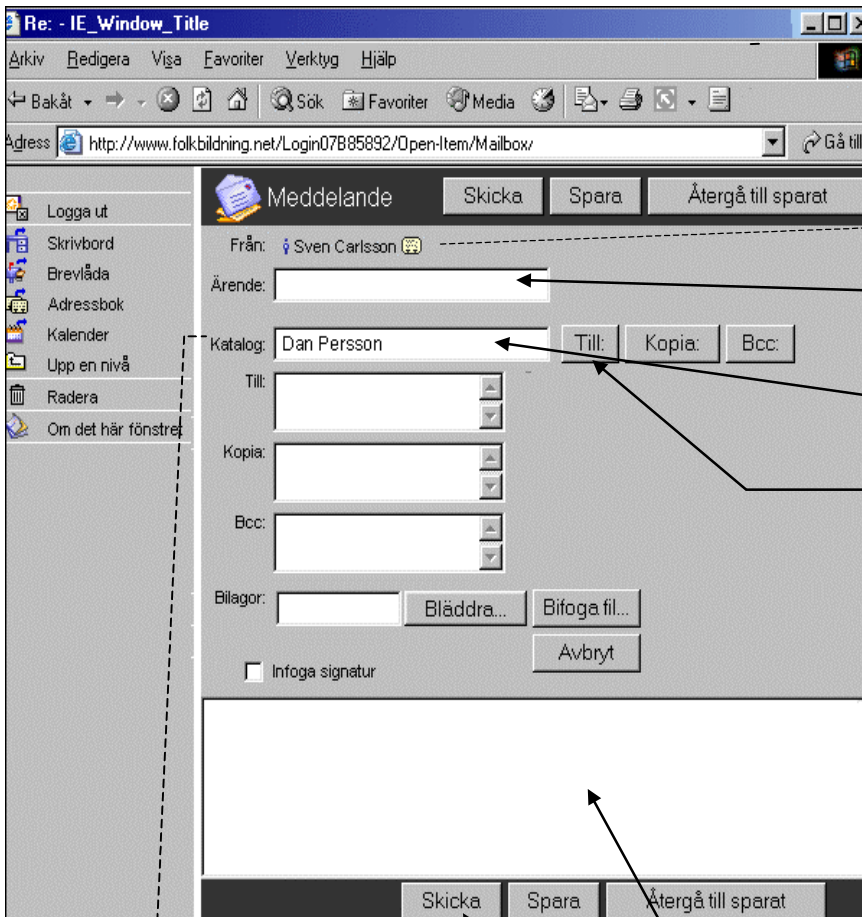 Re: - IE_Window_Title
Arkiv Redigera Visa Favoriter Verktyg Hjälp
Bakåt Sök Favoriter Media
Adress http://www.folkbildning.net/Login07B85892/Open-Item/Mailbox/ Gå till
Meddelande Skicka Spara Återgå till sparat
Logga ut
Skrivbord
Brevlåda
Adressbok
Kalender
Upp en nivå
Radera
Om det här fönstret
Från: Sven Carlsson
Ärende:
Katalog: Dan Persson Till: Kopia: Bcc:
Till:
Kopia:
Bcc:
Bilagor: Bläddra... Bifoga fil...
Avbryt
Infoga signatur
Skicka Spara Återgå till sparat